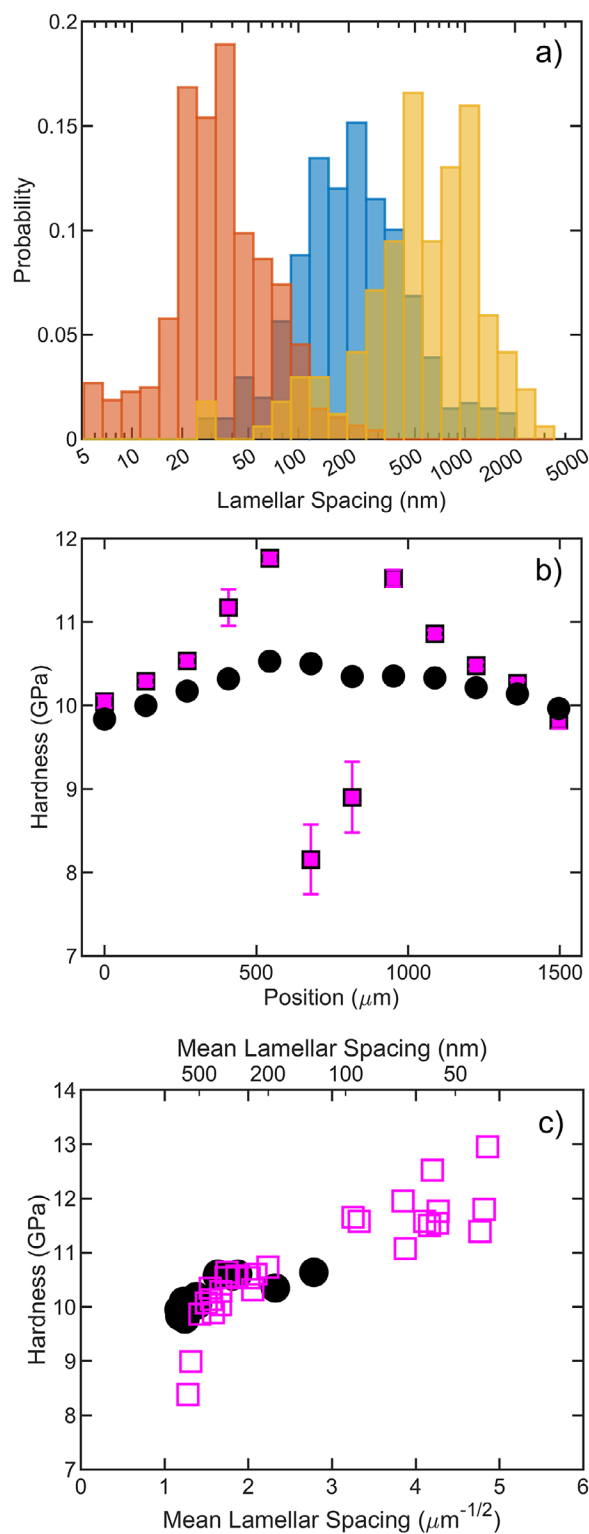 a)
0.2
0.15
0.1
0.05
0
Probability
5 10 20 50 100 200 500 1000 2000 5000
Lamellar Spacing (nm)
b)
12
11
10
9
8
7
Hardness (GPa)
0 500 1000 1500
Position (μm)
Mean Lamellar Spacing (nm)
500 200 100 50
c)
14
13
12
11
10
9
8
7
Hardness (GPa)
0 1 2 3 4 5 6
Mean Lamellar Spacing (μm-1/2)